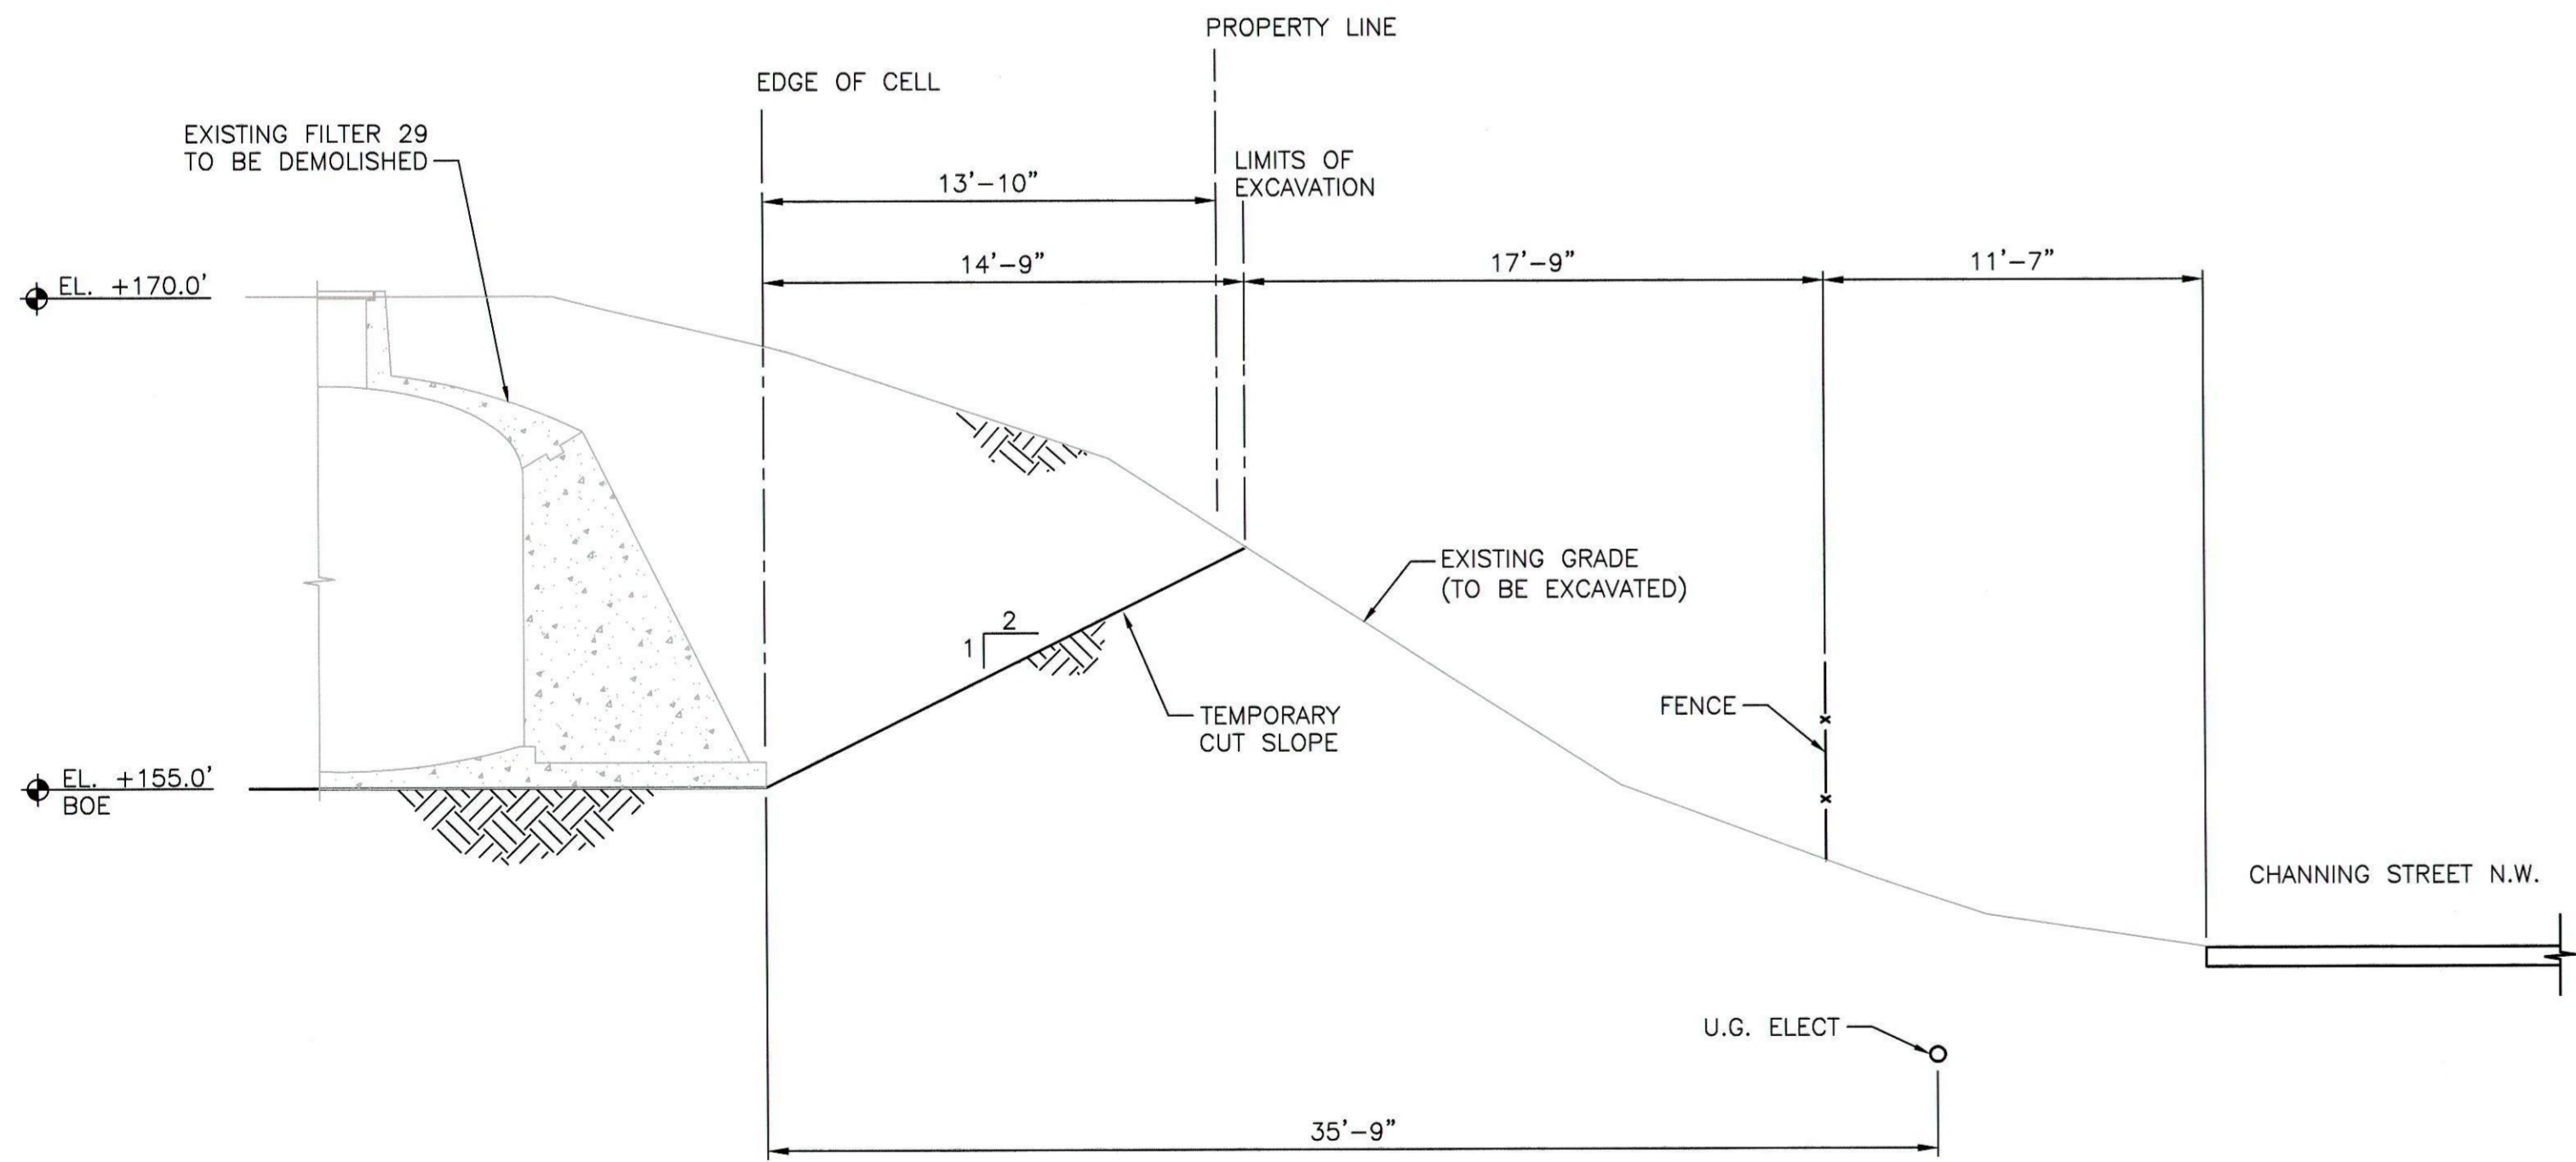 PROPERTY LINE
EDGE OF CELL
EXISTING FILTER 29
TO BE DEMOLISHED
LIMITS OF
EXCAVATION
13'-10"
14'-9"
17'-9"
11'-7"
EL. +170.0'
EXISTING GRADE
(TO BE EXCAVATED)
2
1
FENCE
TEMPORARY
CUT SLOPE
EL. +155.0'
BOE
CHANNING STREET N.W.
U.G. ELECT
35'-9"